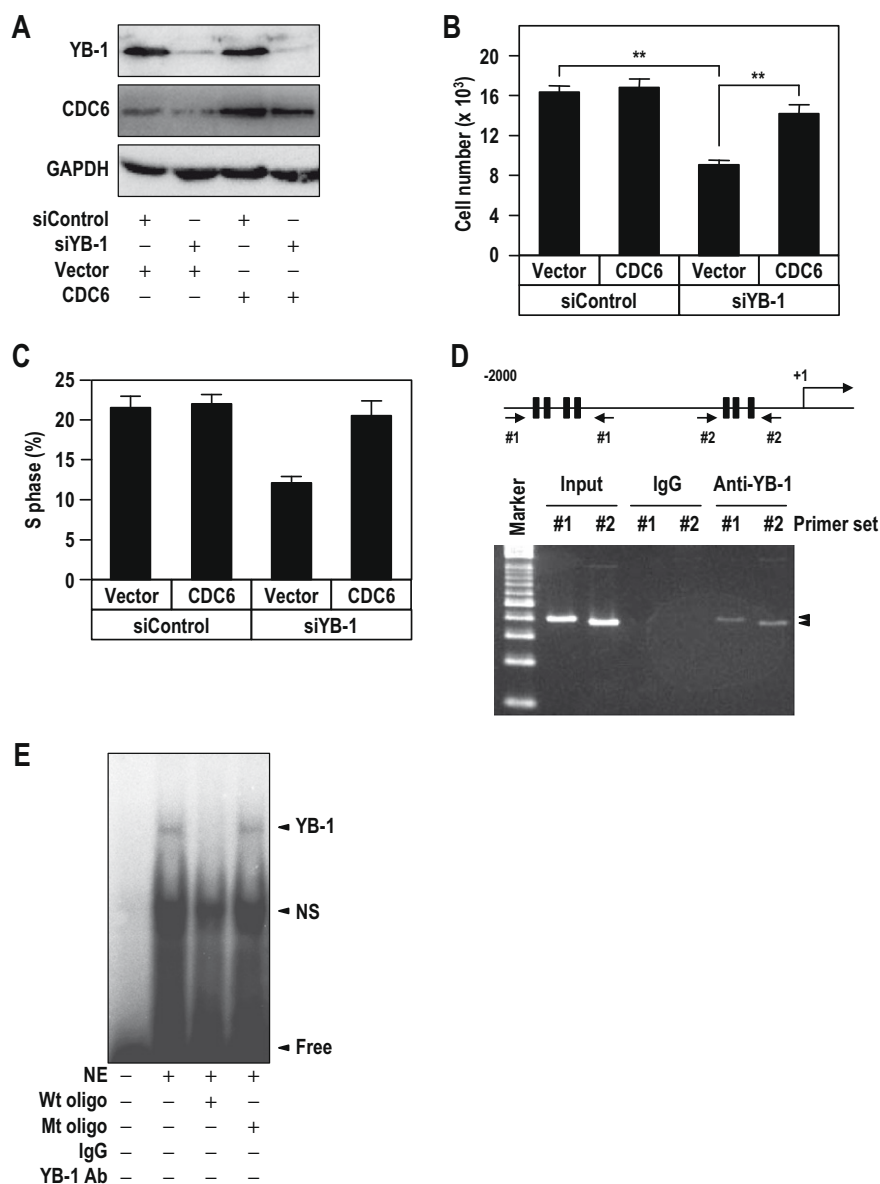 A
YB-1
CDC6
GAPDH
siControl + – + –
siYB-1 – + – +
Vector + + – –
CDC6 – – + +
B
Cell number (x 10³)
20
16
12
8
4
0
**
**
Vector CDC6 Vector CDC6
siControl siYB-1
C
S phase (%)
25
20
15
10
5
0
Vector CDC6 Vector CDC6
siControl siYB-1
D
-2000 +1
#1 #1 #2 #2
Marker
Input IgG Anti-YB-1
#1 #2 #1 #2 #1 #2 Primer set
E
YB-1
NS
Free
NE – + + +
Wt oligo – – + –
Mt oligo – – – +
IgG – – – –
YB-1 Ab – – – –